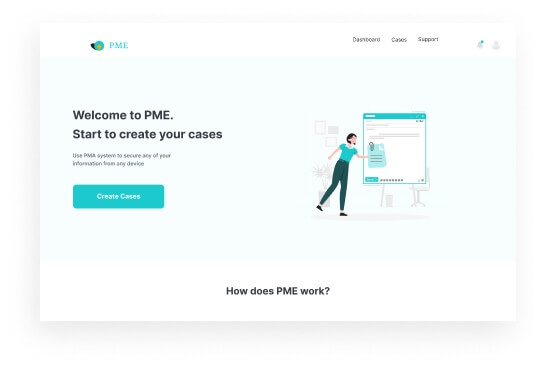 PME
Dashboard Cases Support
Welcome to PME.
Start to create your cases
Use PMA system to secure any of your
information from any device
Create Cases
How does PME work?